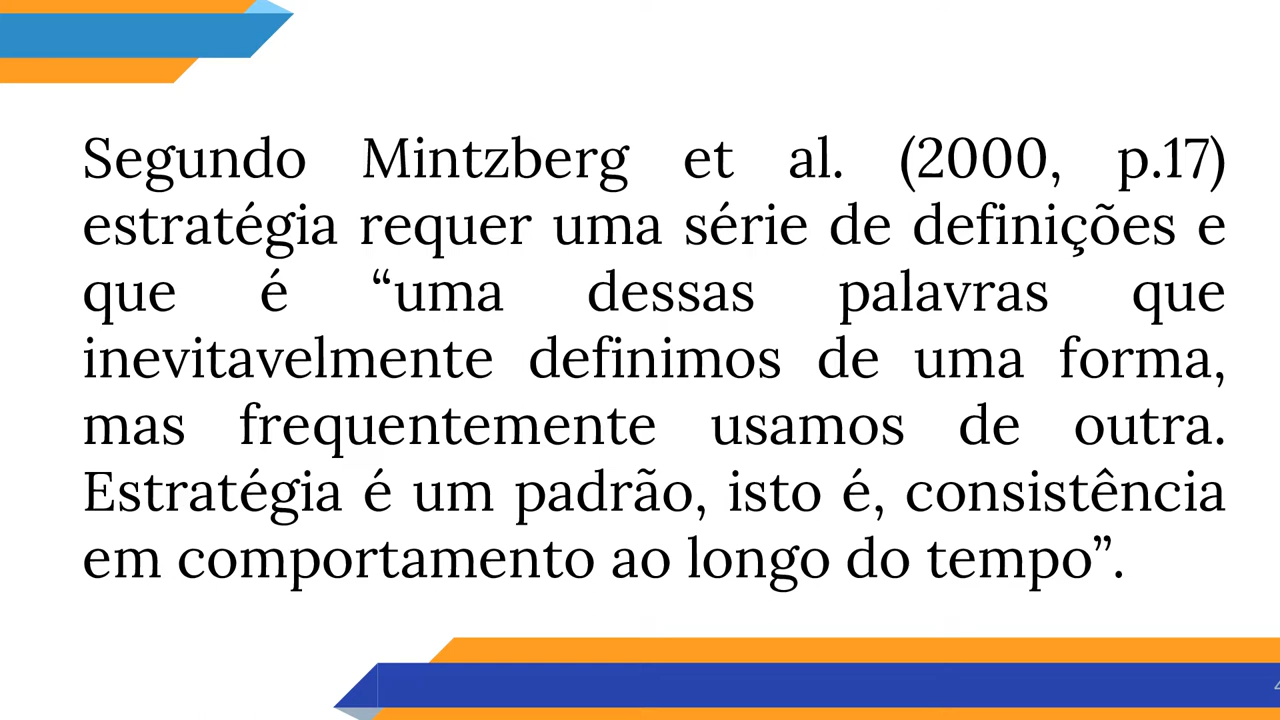 Segundo Mintzberg et al. (2000, p.17)
estratégia requer uma série de definições e
que é “uma dessas palavras que
inevitavelmente definimos de uma forma,
mas frequentemente usamos de outra.
Estratégia é um padrão, isto é, consistência
em comportamento ao longo do tempo”.